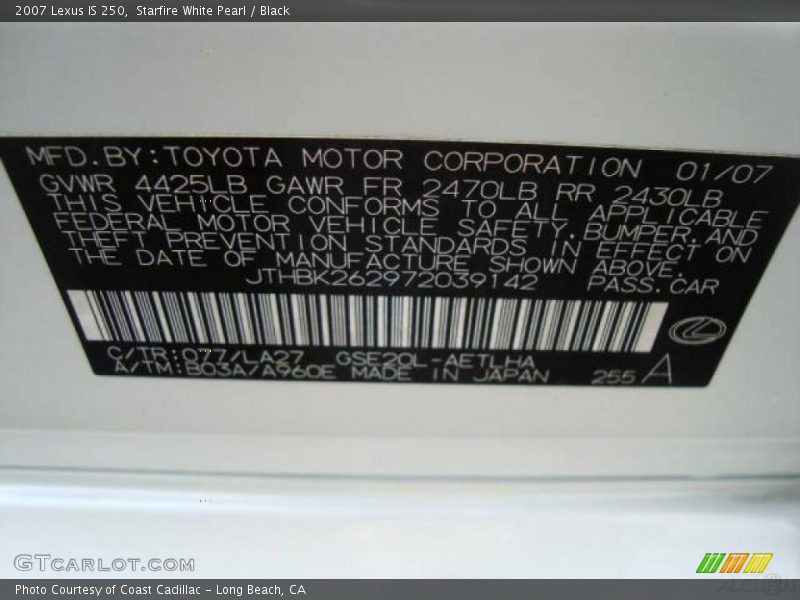 2007 Lexus IS 250,  Starfire White Pearl / Black
MFD.BY:TOYOTA MOTOR CORPORATION 01/07
GVWR 4425LB GAWR FR 2470LB RR 2430LB
THIS VEHICLE CONFORMS TO ALL APPLICABLE
FEDERAL MOTOR VEHICLE SAFETY, BUMPER, AND
THEFT PREVENTION STANDARDS IN EFFECT ON
THE DATE OF MANUFACTURE SHOWN ABOVE.
JTHBK262972039142 PASS.CAR
C/TR:077/LA27 GSE20L-AETLHA
A/TM:B03A/A960E MADE IN JAPAN 255 A
GTCARLOT.COM
Photo Courtesy of Coast Cadillac - Long Beach, CA